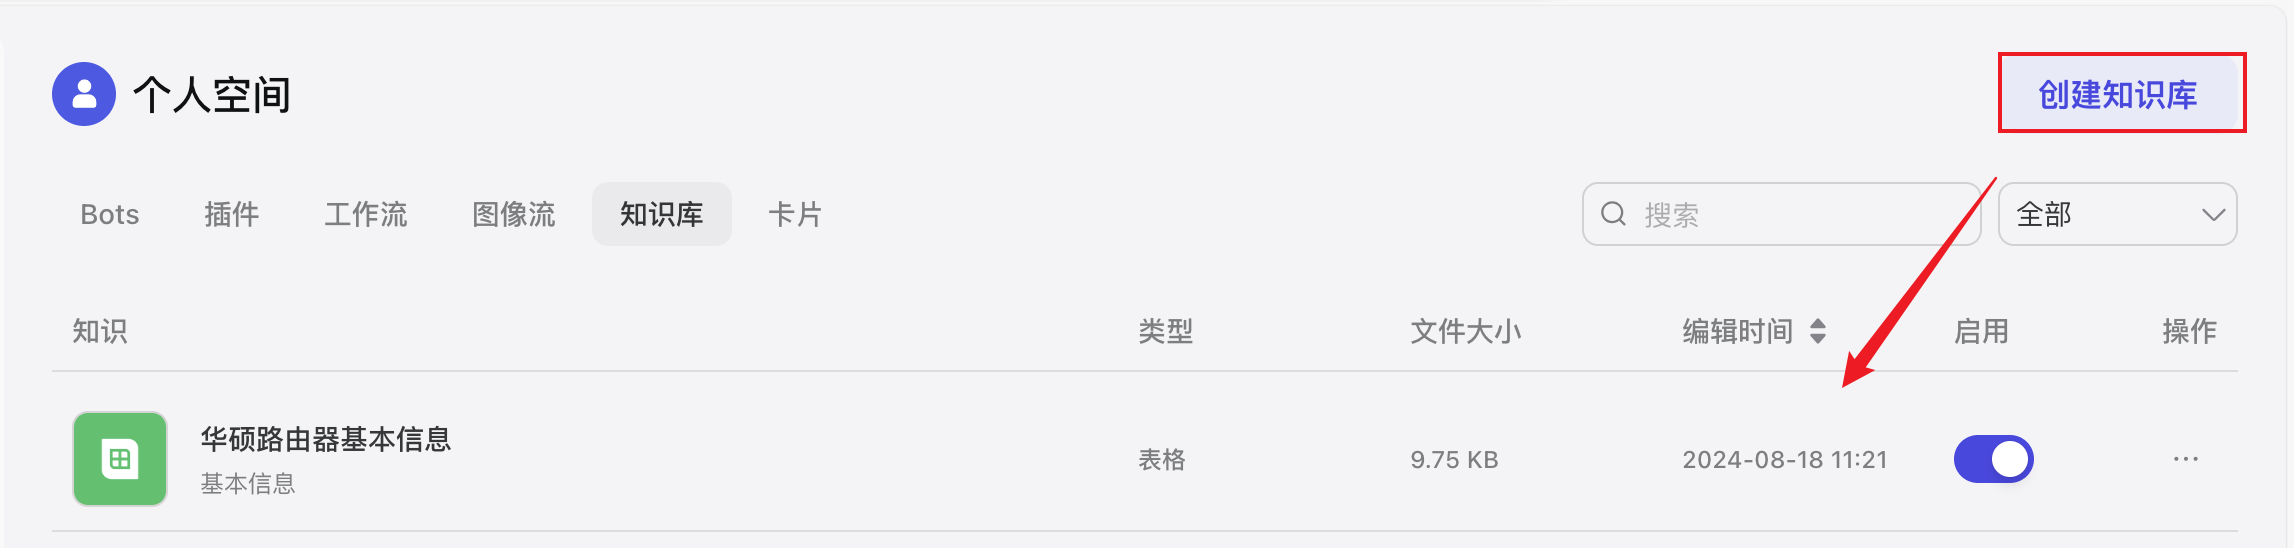 个人空间
创建知识库
Bots 插件 工作流 图像流 知识库 卡片
搜索
全部
知识 类型 文件大小 编辑时间 启用 操作
华硕路由器基本信息
基本信息
表格 9.75 KB 2024-08-18 11:21